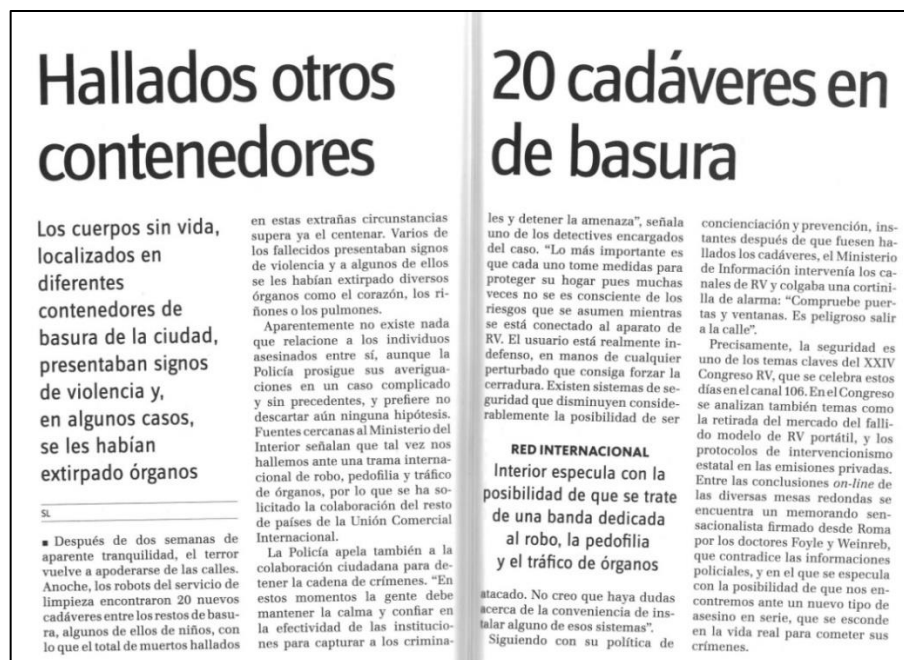 Hallados otros 20 cadáveres en
contenedores de basura
Los cuerpos sin vida,
localizados en
diferentes
contenedores de
basura de la ciudad,
presentaban signos
de violencia y,
en algunos casos,
se les habían
extirpado órganos
SL
■ Después de dos semanas de
aparente tranquilidad, el terror
vuelve a apoderarse de las calles.
Anoche, los robots del servicio de
limpieza encontraron 20 nuevos
cadáveres entre los restos de basu-
ra, algunos de ellos de niños, con
lo que el total de muertos hallados
en estas extrañas circunstancias
supera ya el centenar. Varios de
los fallecidos presentaban signos
de violencia y a algunos de ellos
se les habían extirpado diversos
órganos como el corazón, los ri-
ñones o los pulmones.
Aparentemente no existe nada
que relacione a los individuos
asesinados entre sí, aunque la
Policía prosigue sus averigua-
ciones en un caso complicado
y sin precedentes, y prefiere no
descartar aún ninguna hipótesis.
Fuentes cercanas al Ministerio del
Interior señalan que tal vez nos
hallemos ante una trama interna-
cional de robo, pedofilia y tráfico
de órganos, por lo que se ha so-
licitado la colaboración del resto
de países de la Unión Comercial
Internacional.
La Policía apela también a la
colaboración ciudadana para de-
tener la cadena de crímenes. “En
estos momentos la gente debe
mantener la calma y confiar en
la efectividad de las institucio-
nes para capturar a los crimina-
les y detener la amenaza”, señala
uno de los detectives encargados
del caso. “Lo más importante es
que cada uno tome medidas para
proteger su hogar pues muchas
veces no se es consciente de los
riesgos que se asumen mientras
se está conectado al aparato de
RV. El usuario está realmente in-
defenso, en manos de cualquier
perturbado que consiga forzar la
cerradura. Existen sistemas de se-
guridad que disminuyen conside-
rablemente la posibilidad de ser
RED INTERNACIONAL
Interior especula con la
posibilidad de que se trate
de una banda dedicada
al robo, la pedofilia
y el tráfico de órganos
atacado. No creo que haya dudas
acerca de la conveniencia de ins-
talar alguno de esos sistemas”.
Siguiendo con su política de
concienciación y prevención, ins-
tantes después de que fuesen ha-
llados los cadáveres, el Ministerio
de Información intervenía los ca-
nales de RV y colgaba una cortini-
lla de alarma: “Compruebe puer-
tas y ventanas. Es peligroso salir
a la calle”.
Precisamente, la seguridad es
uno de los temas claves del XXIV
Congreso RV, que se celebra estos
días en el canal 106. En el Congreso
se analizan también temas como
la retirada del mercado del falli-
do modelo de RV portátil, y los
protocolos de intervencionismo
estatal en las emisiones privadas.
Entre las conclusiones on-line de
las diversas mesas redondas se
encuentra un memorando sen-
sacionalista firmado desde Roma
por los doctores Foyle y Weinreb,
que contradice las informaciones
policiales, y en el que se especula
con la posibilidad de que nos en-
contremos ante un nuevo tipo de
asesino en serie, que se esconde
en la vida real para cometer sus
crímenes.